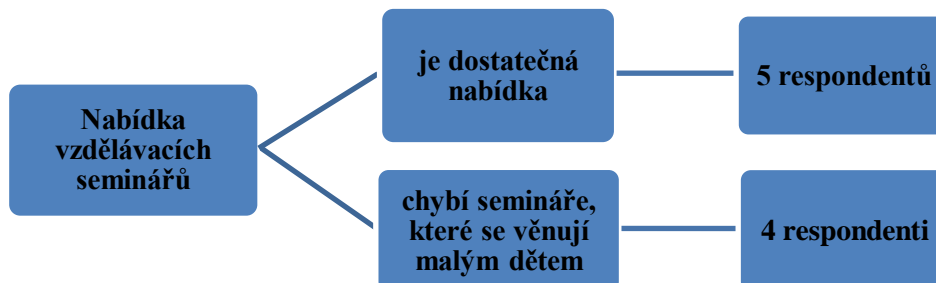 Nabídka
vzdělávacích
seminářů
je dostatečná
nabídka
5 respondentů
chybí semináře,
které se věnují
malým dětem
4 respondenti